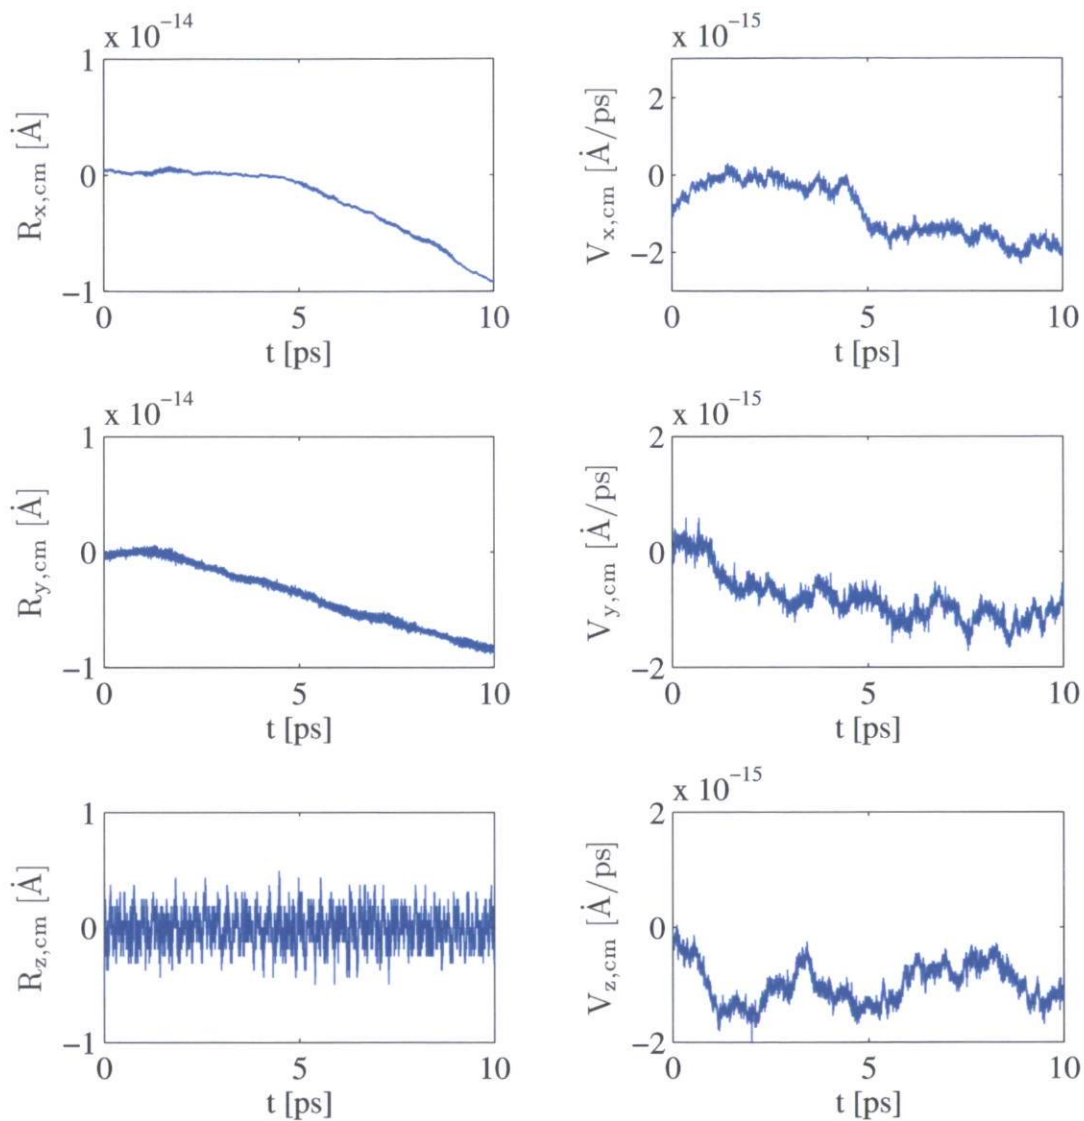 x 10⁻¹⁴
1
0
−1
R_x,cm [Å]
0 5 10
t [ps]
x 10⁻¹⁵
2
0
−2
V_x,cm [Å/ps]
0 5 10
t [ps]
x 10⁻¹⁴
1
0
−1
R_y,cm [Å]
0 5 10
t [ps]
x 10⁻¹⁵
2
0
−2
V_y,cm [Å/ps]
0 5 10
t [ps]
1
0
−1
R_z,cm [Å]
0 5 10
t [ps]
x 10⁻¹⁵
2
0
−2
V_z,cm [Å/ps]
0 5 10
t [ps]